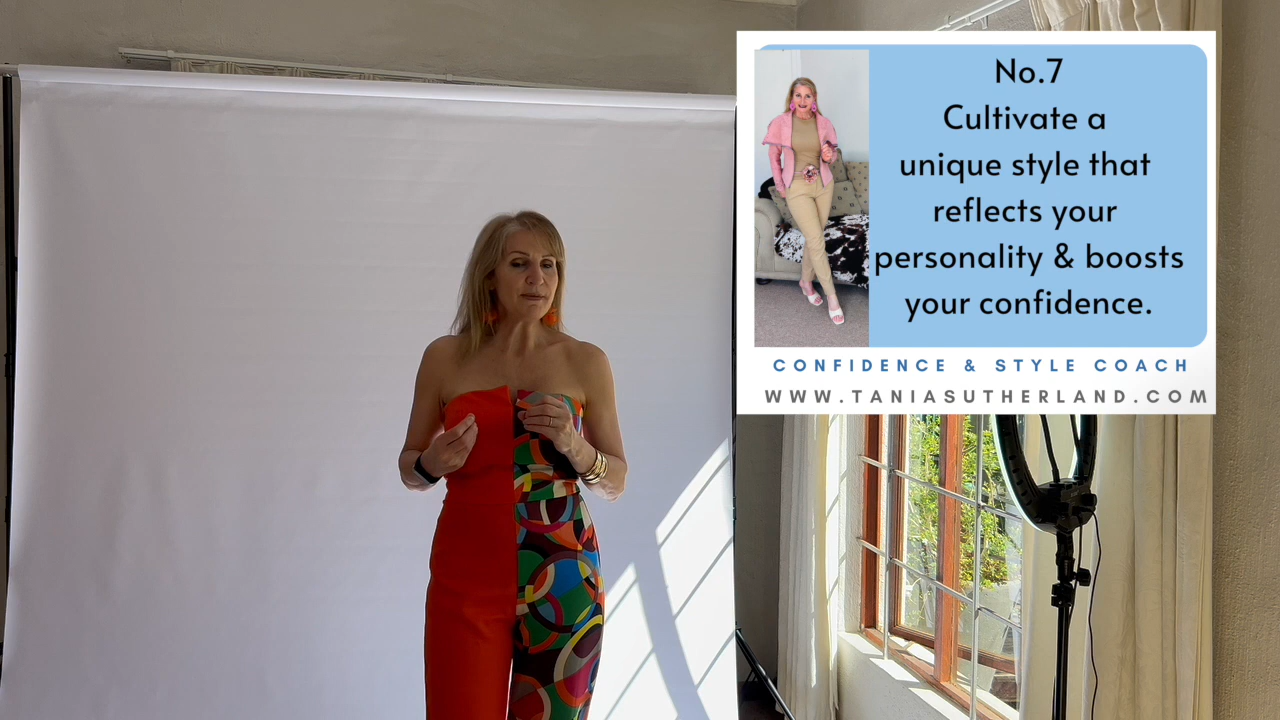 No.7
Cultivate a
unique style that
reflects your
personality & boosts
your confidence.
CONFIDENCE & STYLE COACH
WWW.TANIASUTHERLAND.COM